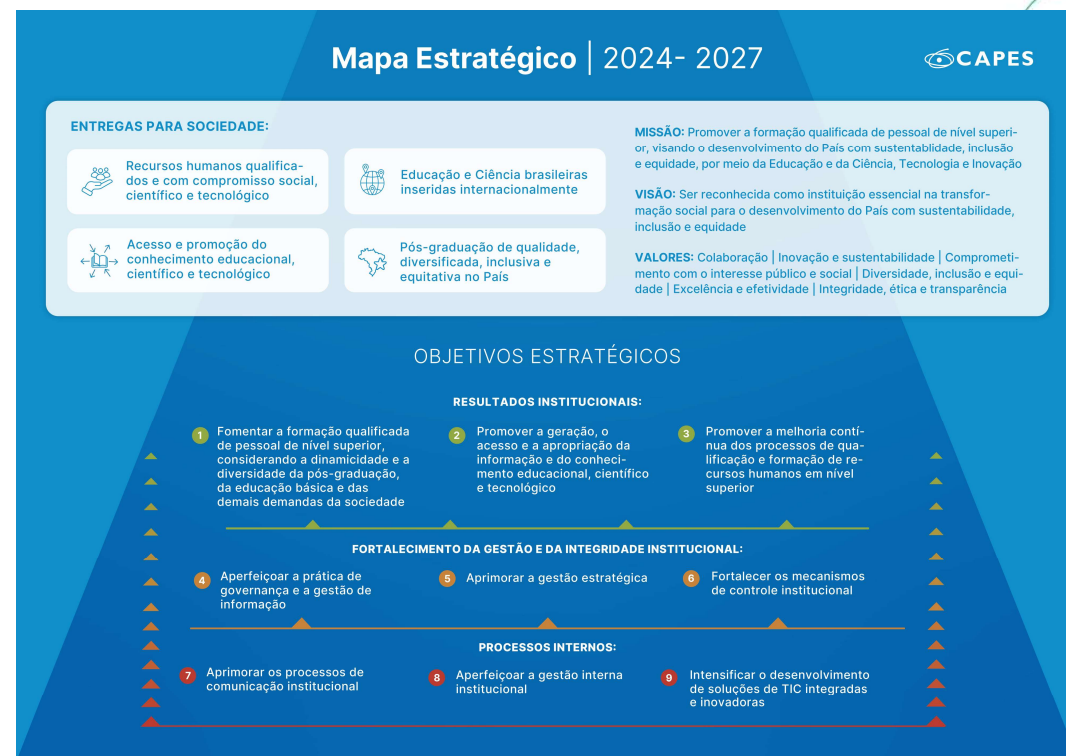 Mapa Estratégico | 2024- 2027
CAPES
ENTREGAS PARA SOCIEDADE:
Recursos humanos qualifica-
dos e com compromisso social,
científico e tecnológico
Educação e Ciência brasileiras
inseridas internacionalmente
Acesso e promoção do
conhecimento educacional,
científico e tecnológico
Pós-graduação de qualidade,
diversificada, inclusiva e
equitativa no País
MISSÃO: Promover a formação qualificada de pessoal de nível superi-
or, visando o desenvolvimento do País com sustentablidade, inclusão
e equidade, por meio da Educação e da Ciência, Tecnologia e Inovação
VISÃO: Ser reconhecida como instituição essencial na transfor-
mação social para o desenvolvimento do País com sustentabilidade,
inclusão e equidade
VALORES: Colaboração | Inovação e sustentabilidade | Comprometi-
mento com o interesse público e social | Diversidade, inclusão e equi-
dade | Excelência e efetividade | Integridade, ética e transparência
OBJETIVOS ESTRATÉGICOS
RESULTADOS INSTITUCIONAIS:
1 Fomentar a formação qualificada
de pessoal de nível superior,
considerando a dinamicidade e a
diversidade da pós-graduação,
da educação básica e das
demais demandas da sociedade
2 Promover a geração, o
acesso e a apropriação da
informação e do conheci-
mento educacional, científico
e tecnológico
3 Promover a melhoria contí-
nua dos processos de qua-
lificação e formação de re-
cursos humanos em nível
superior
FORTALECIMENTO DA GESTÃO E DA INTEGRIDADE INSTITUCIONAL:
4 Aperfeiçoar a prática de
governança e a gestão de
informação
5 Aprimorar a gestão estratégica
6 Fortalecer os mecanismos
de controle institucional
PROCESSOS INTERNOS:
7 Aprimorar os processos de
comunicação institucional
8 Aperfeiçoar a gestão interna
institucional
9 Intensificar o desenvolvimento
de soluções de TIC integradas
e inovadoras